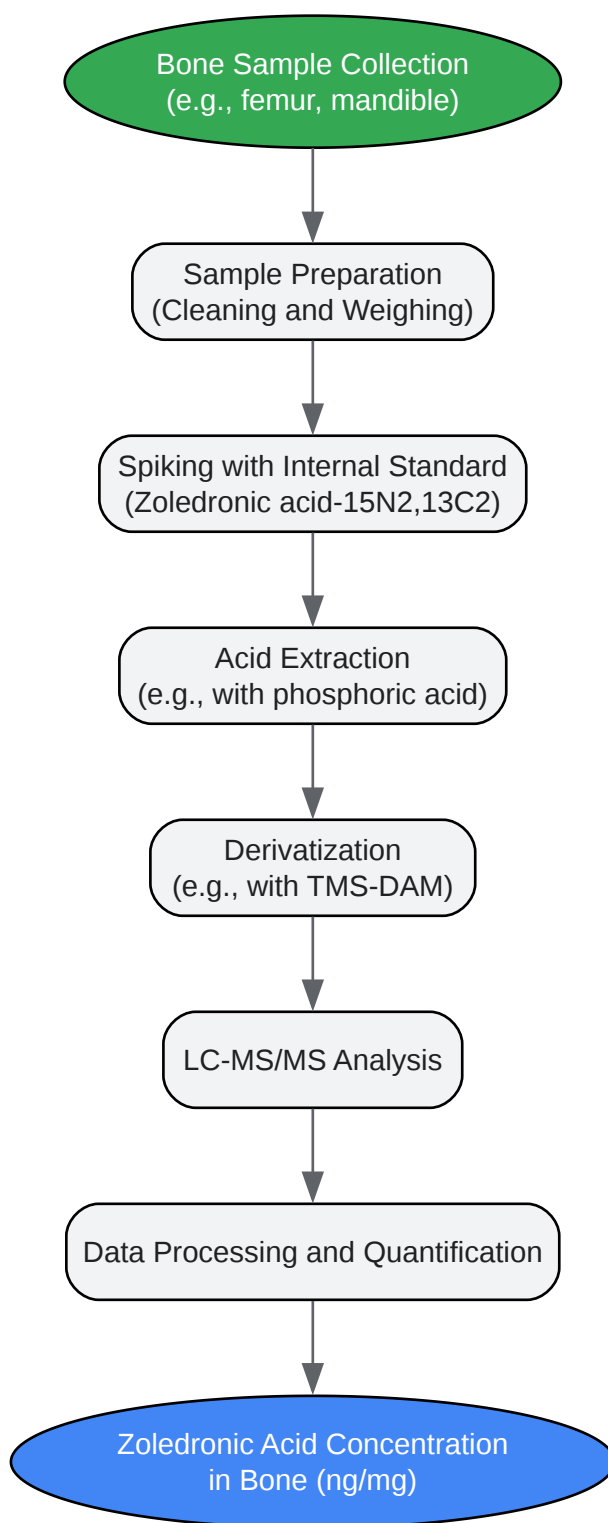 Bone Sample Collection
(e.g., femur, mandible)
Sample Preparation
(Cleaning and Weighing)
Spiking with Internal Standard
(Zoledronic acid-15N2,13C2)
Acid Extraction
(e.g., with phosphoric acid)
Derivatization
(e.g., with TMS-DAM)
LC-MS/MS Analysis
Data Processing and Quantification
Zoledronic Acid Concentration
in Bone (ng/mg)